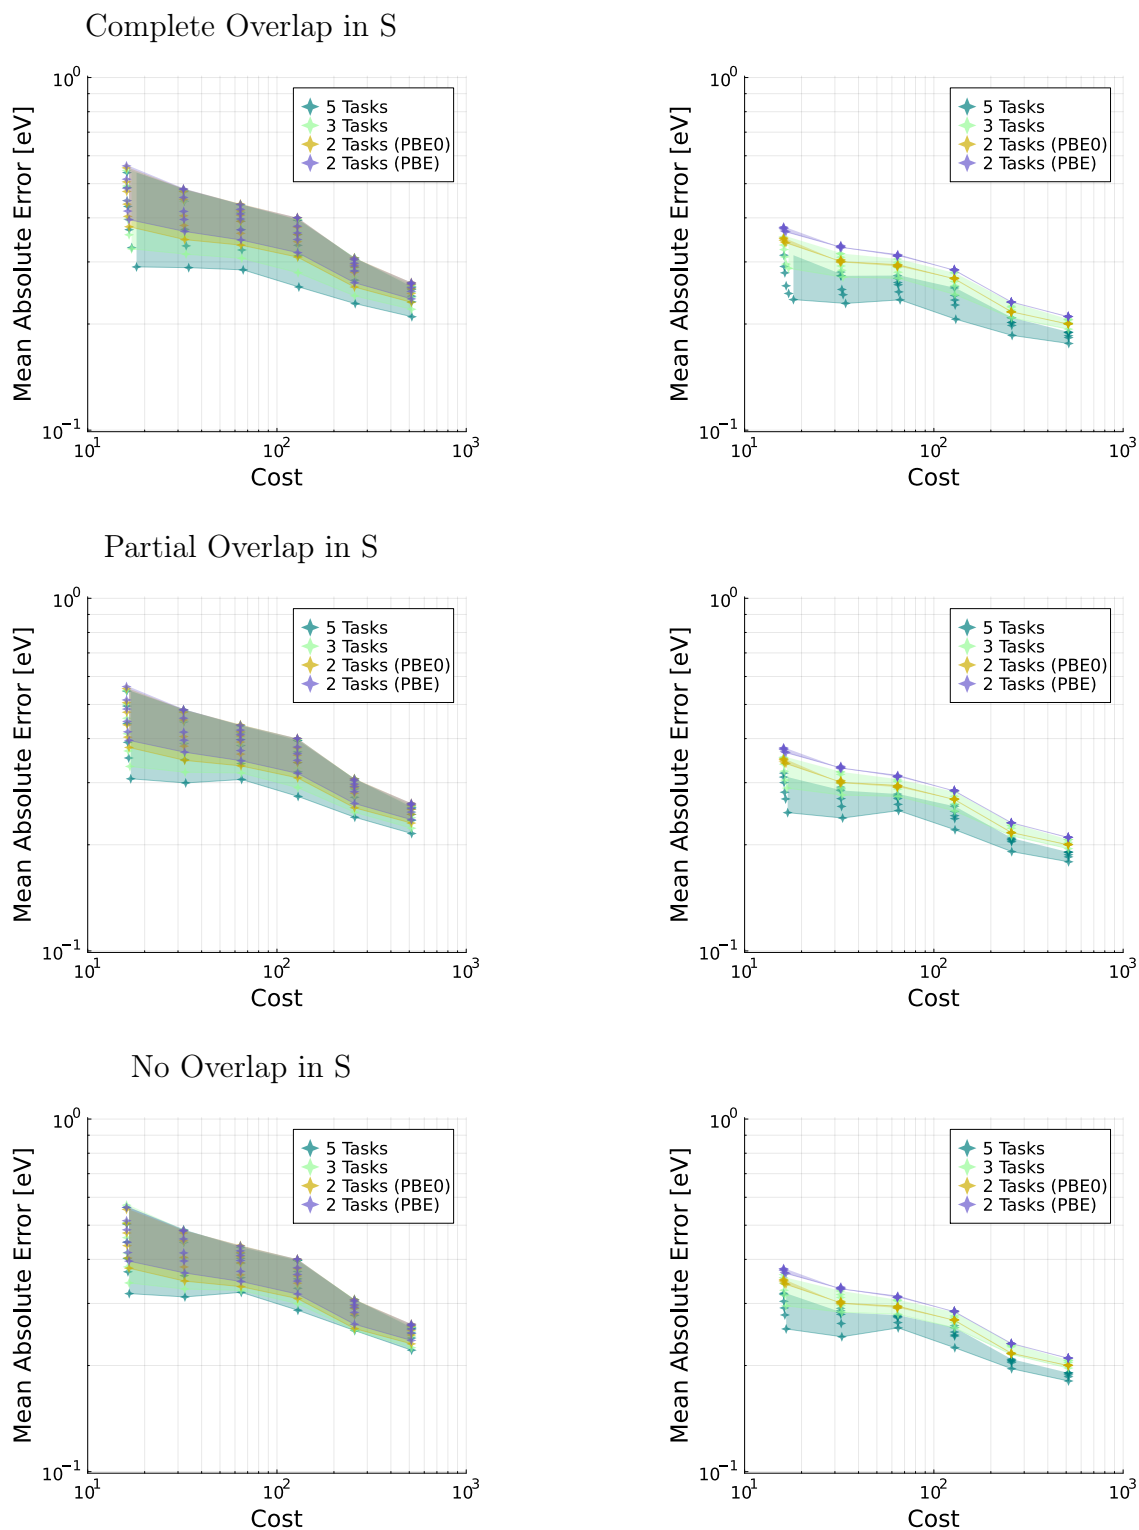 Complete Overlap in S
Mean Absolute Error [eV]
10^0
10^-1
10^1
10^2
10^3
Cost
5 Tasks
3 Tasks
2 Tasks (PBE0)
2 Tasks (PBE)
Mean Absolute Error [eV]
10^0
10^-1
10^1
10^2
10^3
Cost
5 Tasks
3 Tasks
2 Tasks (PBE0)
2 Tasks (PBE)
Partial Overlap in S
Mean Absolute Error [eV]
10^0
10^-1
10^1
10^2
10^3
Cost
5 Tasks
3 Tasks
2 Tasks (PBE0)
2 Tasks (PBE)
Mean Absolute Error [eV]
10^0
10^-1
10^1
10^2
10^3
Cost
5 Tasks
3 Tasks
2 Tasks (PBE0)
2 Tasks (PBE)
No Overlap in S
Mean Absolute Error [eV]
10^0
10^-1
10^1
10^2
10^3
Cost
5 Tasks
3 Tasks
2 Tasks (PBE0)
2 Tasks (PBE)
Mean Absolute Error [eV]
10^0
10^-1
10^1
10^2
10^3
Cost
5 Tasks
3 Tasks
2 Tasks (PBE0)
2 Tasks (PBE)